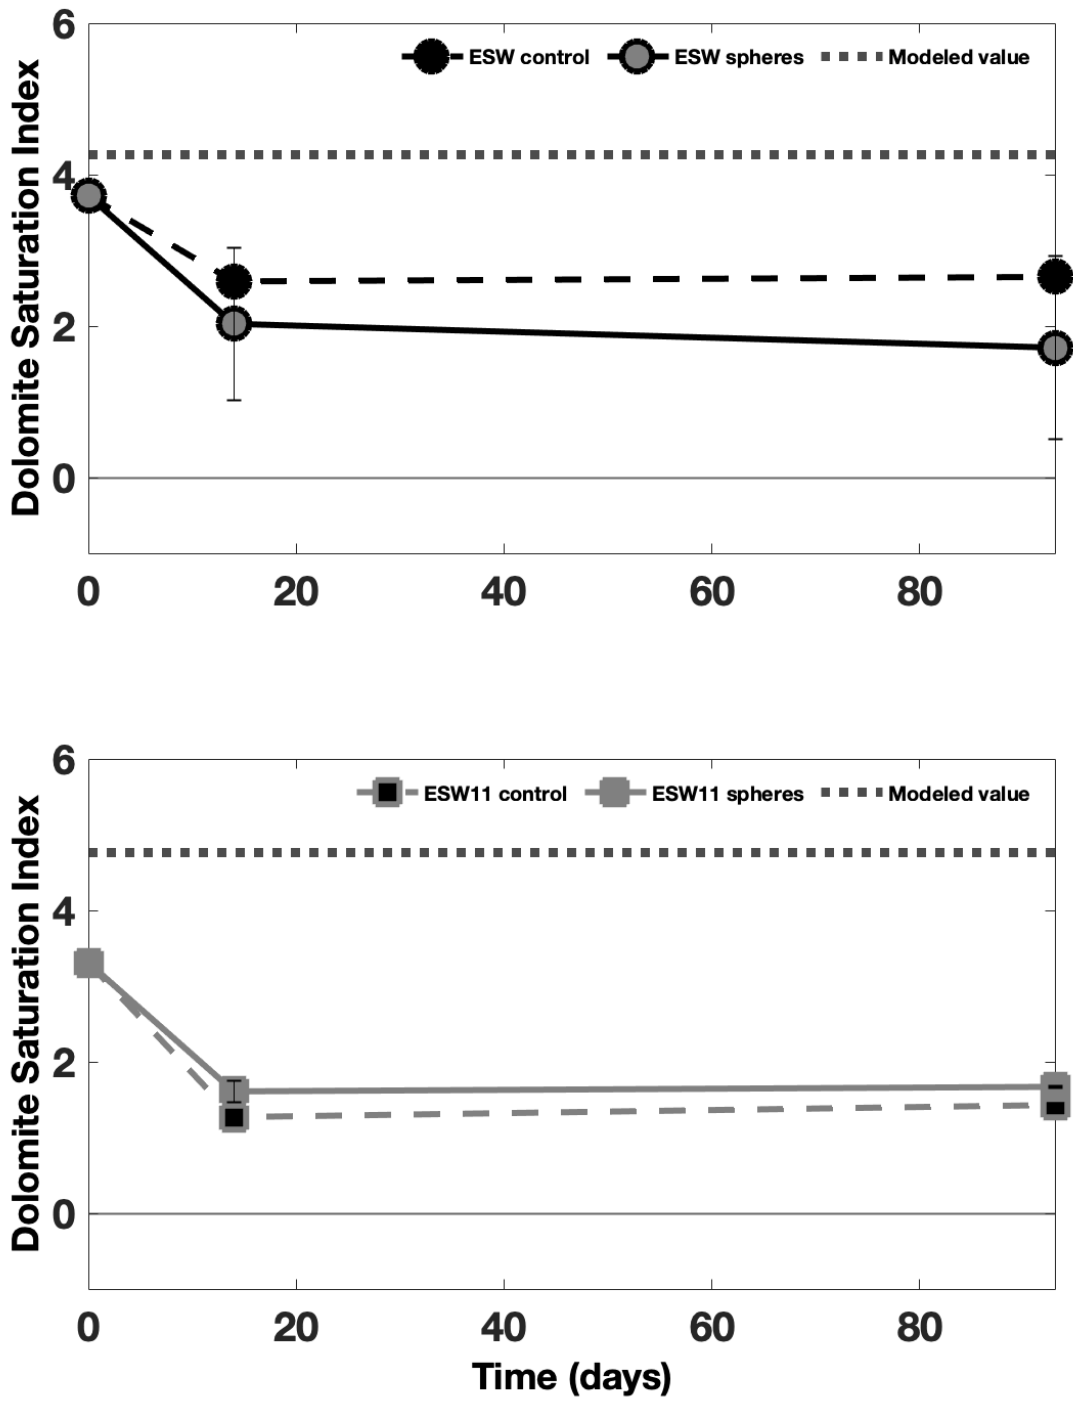 6
ESW control ESW spheres Modeled value
4
2
0
Dolomite Saturation Index
0 20 40 60 80
6
ESW11 control ESW11 spheres Modeled value
4
2
0
Dolomite Saturation Index
0 20 40 60 80
Time (days)